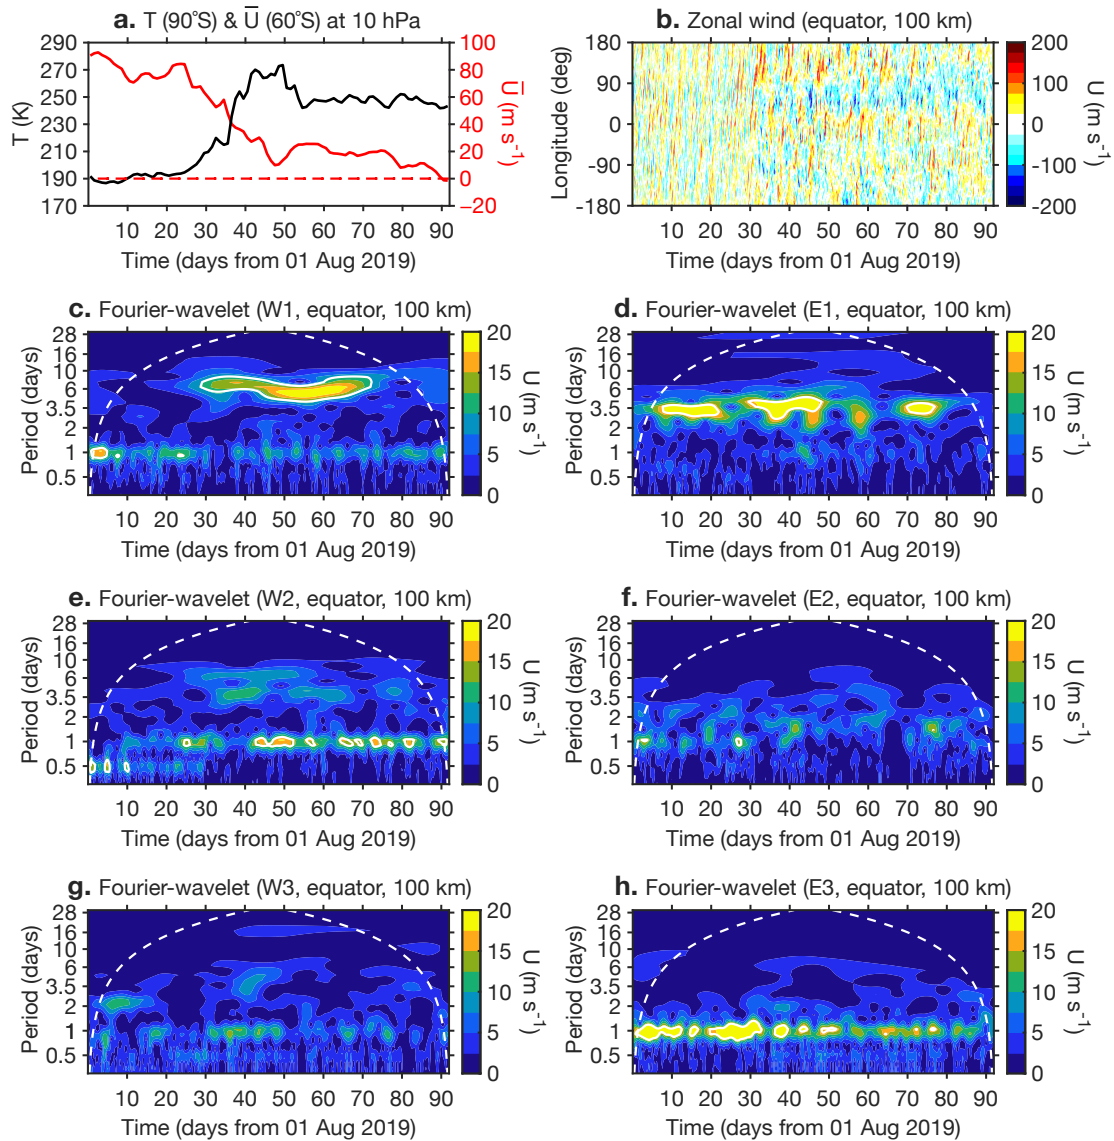 a. T (90°S) & U̅ (60°S) at 10 hPa
290
270
250
230
210
190
170
T (K)
100
80
60
40
20
0
−20
U̅ (m s⁻¹)
10 20 30 40 50 60 70 80 90
Time (days from 01 Aug 2019)
b. Zonal wind (equator, 100 km)
180
90
0
-90
-180
Longitude (deg)
200
100
0
-100
-200
U (m s⁻¹)
10 20 30 40 50 60 70 80 90
Time (days from 01 Aug 2019)
c. Fourier-wavelet (W1, equator, 100 km)
28
16
10
6
3.5
2
1
0.5
Period (days)
20
15
10
5
0
U (m s⁻¹)
10 20 30 40 50 60 70 80 90
Time (days from 01 Aug 2019)
d. Fourier-wavelet (E1, equator, 100 km)
28
16
10
6
3.5
2
1
0.5
Period (days)
20
15
10
5
0
U (m s⁻¹)
10 20 30 40 50 60 70 80 90
Time (days from 01 Aug 2019)
e. Fourier-wavelet (W2, equator, 100 km)
28
16
10
6
3.5
2
1
0.5
Period (days)
20
15
10
5
0
U (m s⁻¹)
10 20 30 40 50 60 70 80 90
Time (days from 01 Aug 2019)
f. Fourier-wavelet (E2, equator, 100 km)
28
16
10
6
3.5
2
1
0.5
Period (days)
20
15
10
5
0
U (m s⁻¹)
10 20 30 40 50 60 70 80 90
Time (days from 01 Aug 2019)
g. Fourier-wavelet (W3, equator, 100 km)
28
16
10
6
3.5
2
1
0.5
Period (days)
20
15
10
5
0
U (m s⁻¹)
10 20 30 40 50 60 70 80 90
Time (days from 01 Aug 2019)
h. Fourier-wavelet (E3, equator, 100 km)
28
16
10
6
3.5
2
1
0.5
Period (days)
20
15
10
5
0
U (m s⁻¹)
10 20 30 40 50 60 70 80 90
Time (days from 01 Aug 2019)